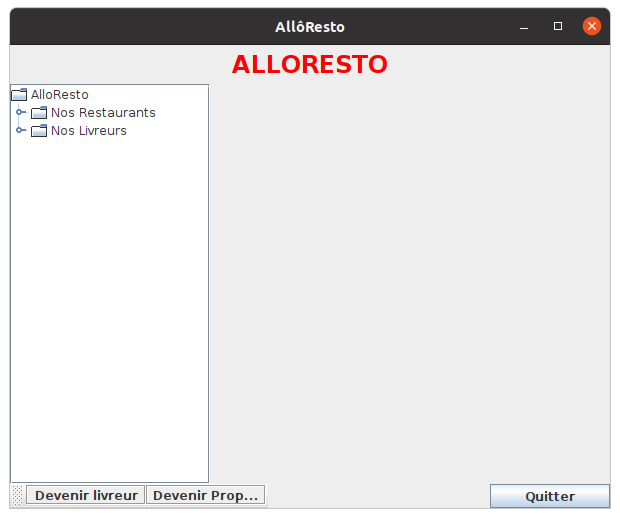 AllôResto
ALLORESTO
AlloResto
Nos Restaurants
Nos Livreurs
Devenir livreur Devenir Prop... Quitter